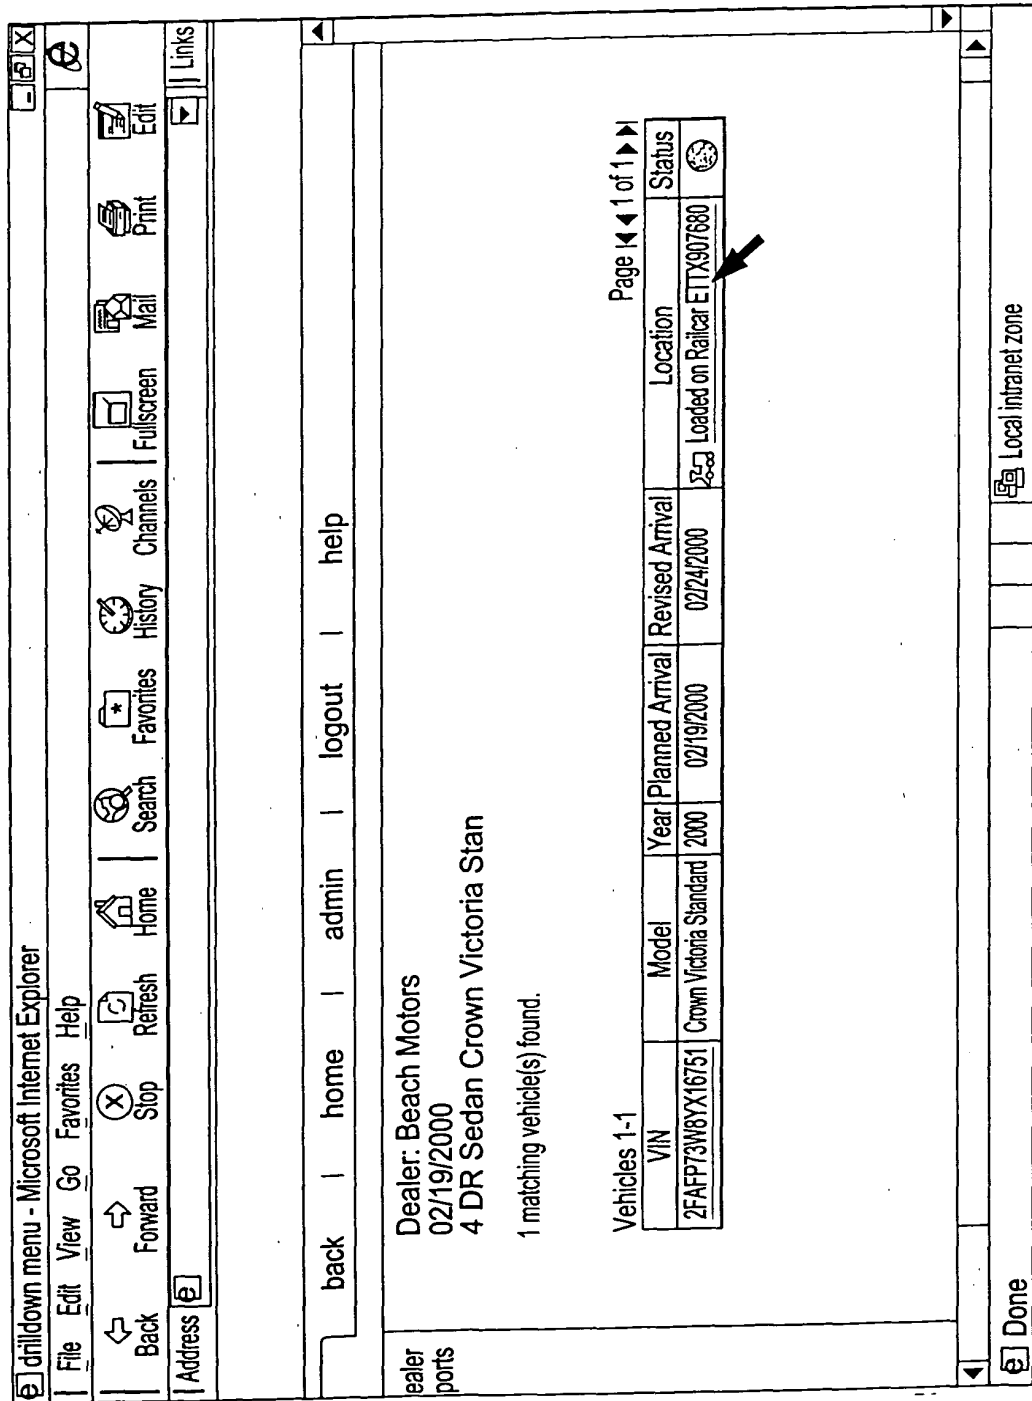 drilldown menu - Microsoft Internet Explorer
File Edit View Go Favorites Help
Back Forward Stop Refresh Home Search Favorites History Channels Fullscreen Mail Print Edit
Address Links
back | home | admin | logout | help
ealer
ports
Dealer: Beach Motors
02/19/2000
4 DR Sedan Crown Victoria Stan
1 matching vehicle(s) found.
Vehicles 1-1 Page 1 of 1
VIN Model Year Planned Arrival Revised Arrival Location Status
2FAFP73W8YX16751 Crown Victoria Standard 2000 02/19/2000 02/24/2000 Loaded on Railcar ETTX907680
Done Local intranet zone